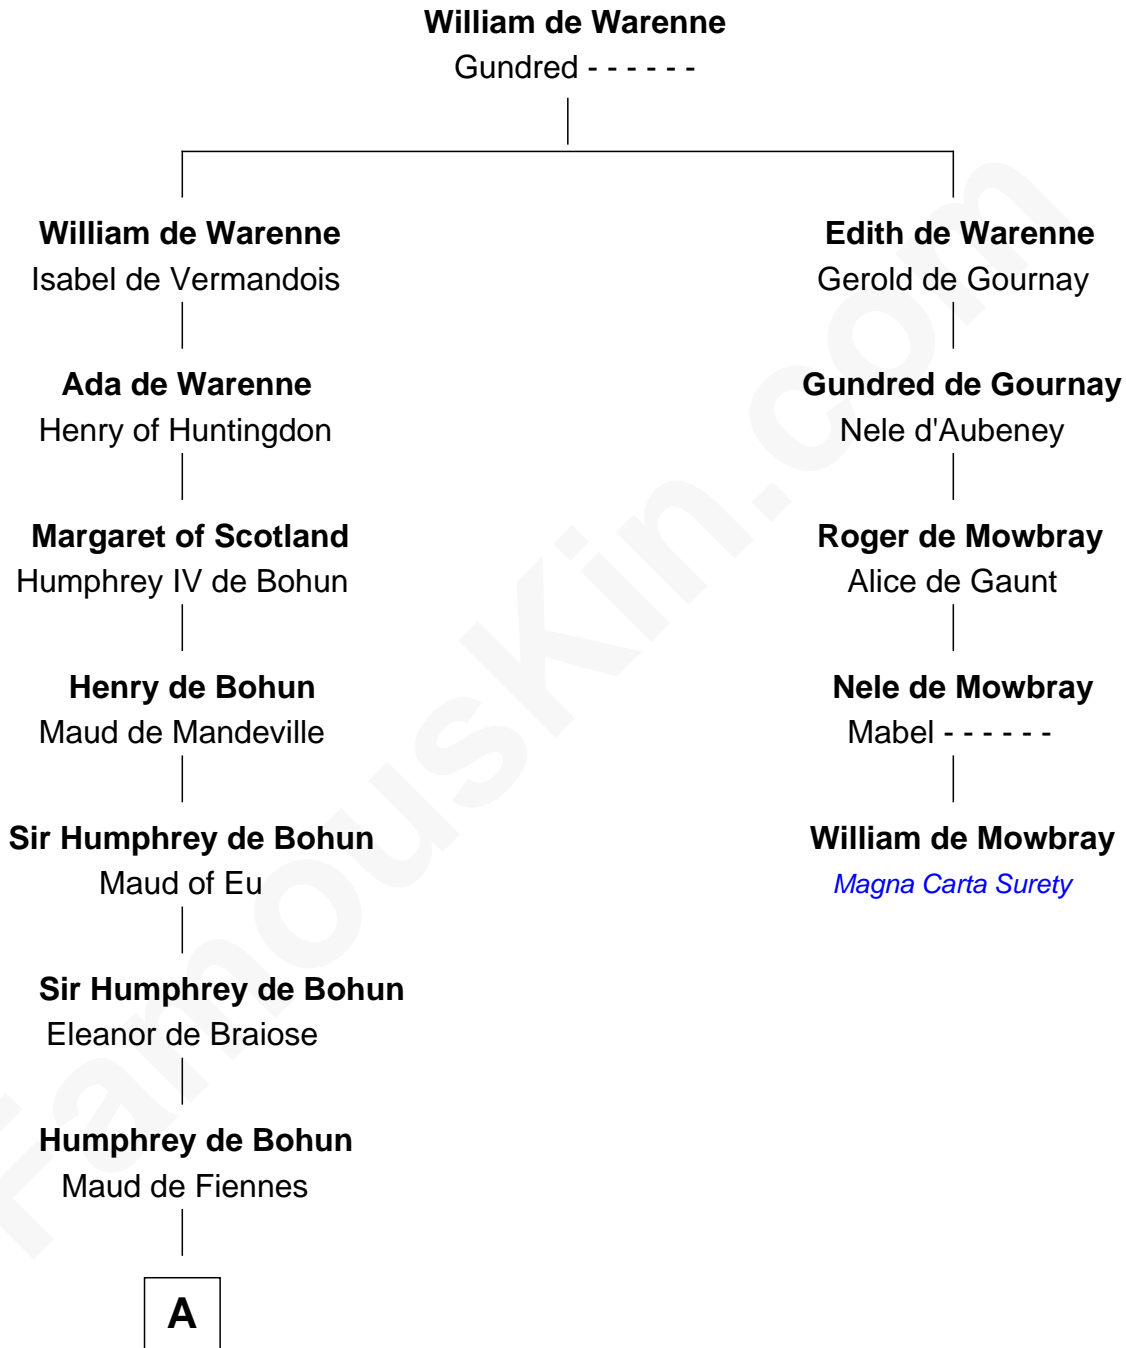 William de Warenne
Gundred - - - - - -
William de Warenne
Isabel de Vermandois
Ada de Warenne
Henry of Huntingdon
Margaret of Scotland
Humphrey IV de Bohun
Henry de Bohun
Maud de Mandeville
Sir Humphrey de Bohun
Maud of Eu
Sir Humphrey de Bohun
Eleanor de Braiose
Humphrey de Bohun
Maud de Fiennes
A
Edith de Warenne
Gerold de Gournay
Gundred de Gournay
Nele d'Aubeney
Roger de Mowbray
Alice de Gaunt
Nele de Mowbray
Mabel - - - - - -
William de Mowbray
Magna Carta Surety
FamousKin.com